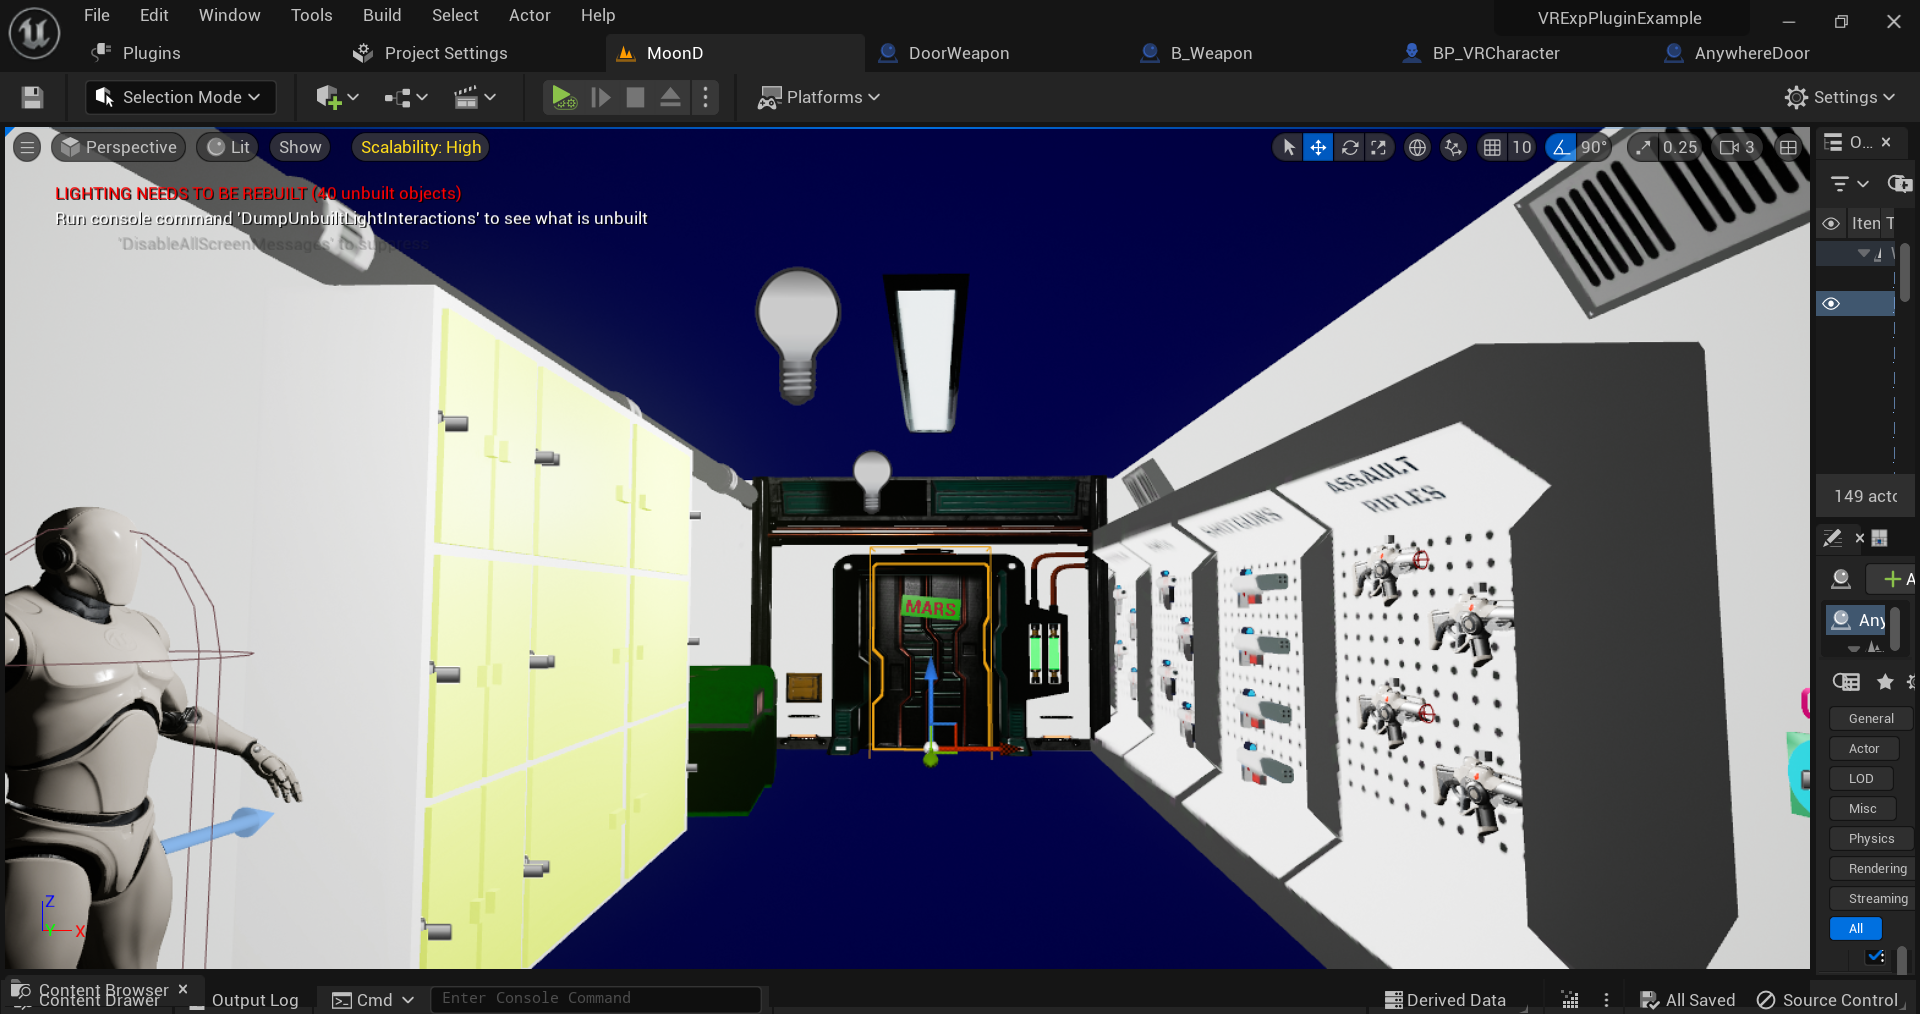 File Edit Window Tools Build Select Actor Help
VRExpPluginExample
Plugins
Project Settings
MoonD
DoorWeapon
B_Weapon
BP_VRCharacter
AnywhereDoor
Selection Mode
Platforms
Settings
Perspective
Lit
Show
Scalability: High
10
90°
0.25
3
O...
LIGHTING NEEDS TO BE REBUILT (40 unbuilt objects)
Run console command 'DumpUnbuiltLightInteractions' to see what is unbuilt
'DisableAllScreenMessages' to suppress
Iten T
ASSAULT
RIFLES
SHOTGUNS
149 actc
MARS
A
Any
General
Actor
LOD
Misc
Physics
Rendering
Streaming
All
Z
Y
X
Content Browser
Content Drawer
Output Log
Cmd
Enter Console Command
Derived Data
All Saved
Source Control